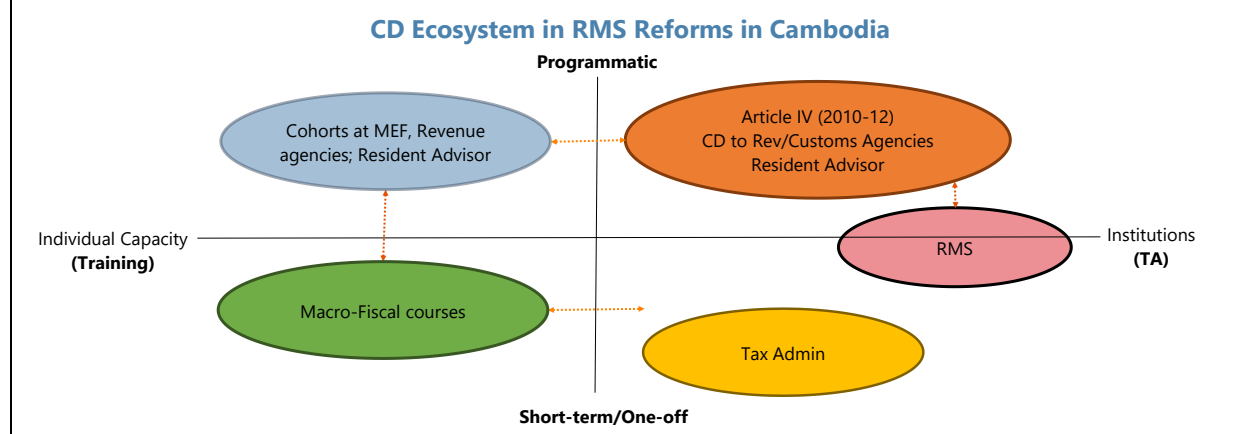 CD Ecosystem in RMS Reforms in Cambodia
Programmatic
Cohorts at MEF, Revenue
agencies; Resident Advisor
Article IV (2010-12)
CD to Rev/Customs Agencies
Resident Advisor
Individual Capacity
(Training)
RMS
Institutions
(TA)
Macro-Fiscal courses
Tax Admin
Short-term/One-off